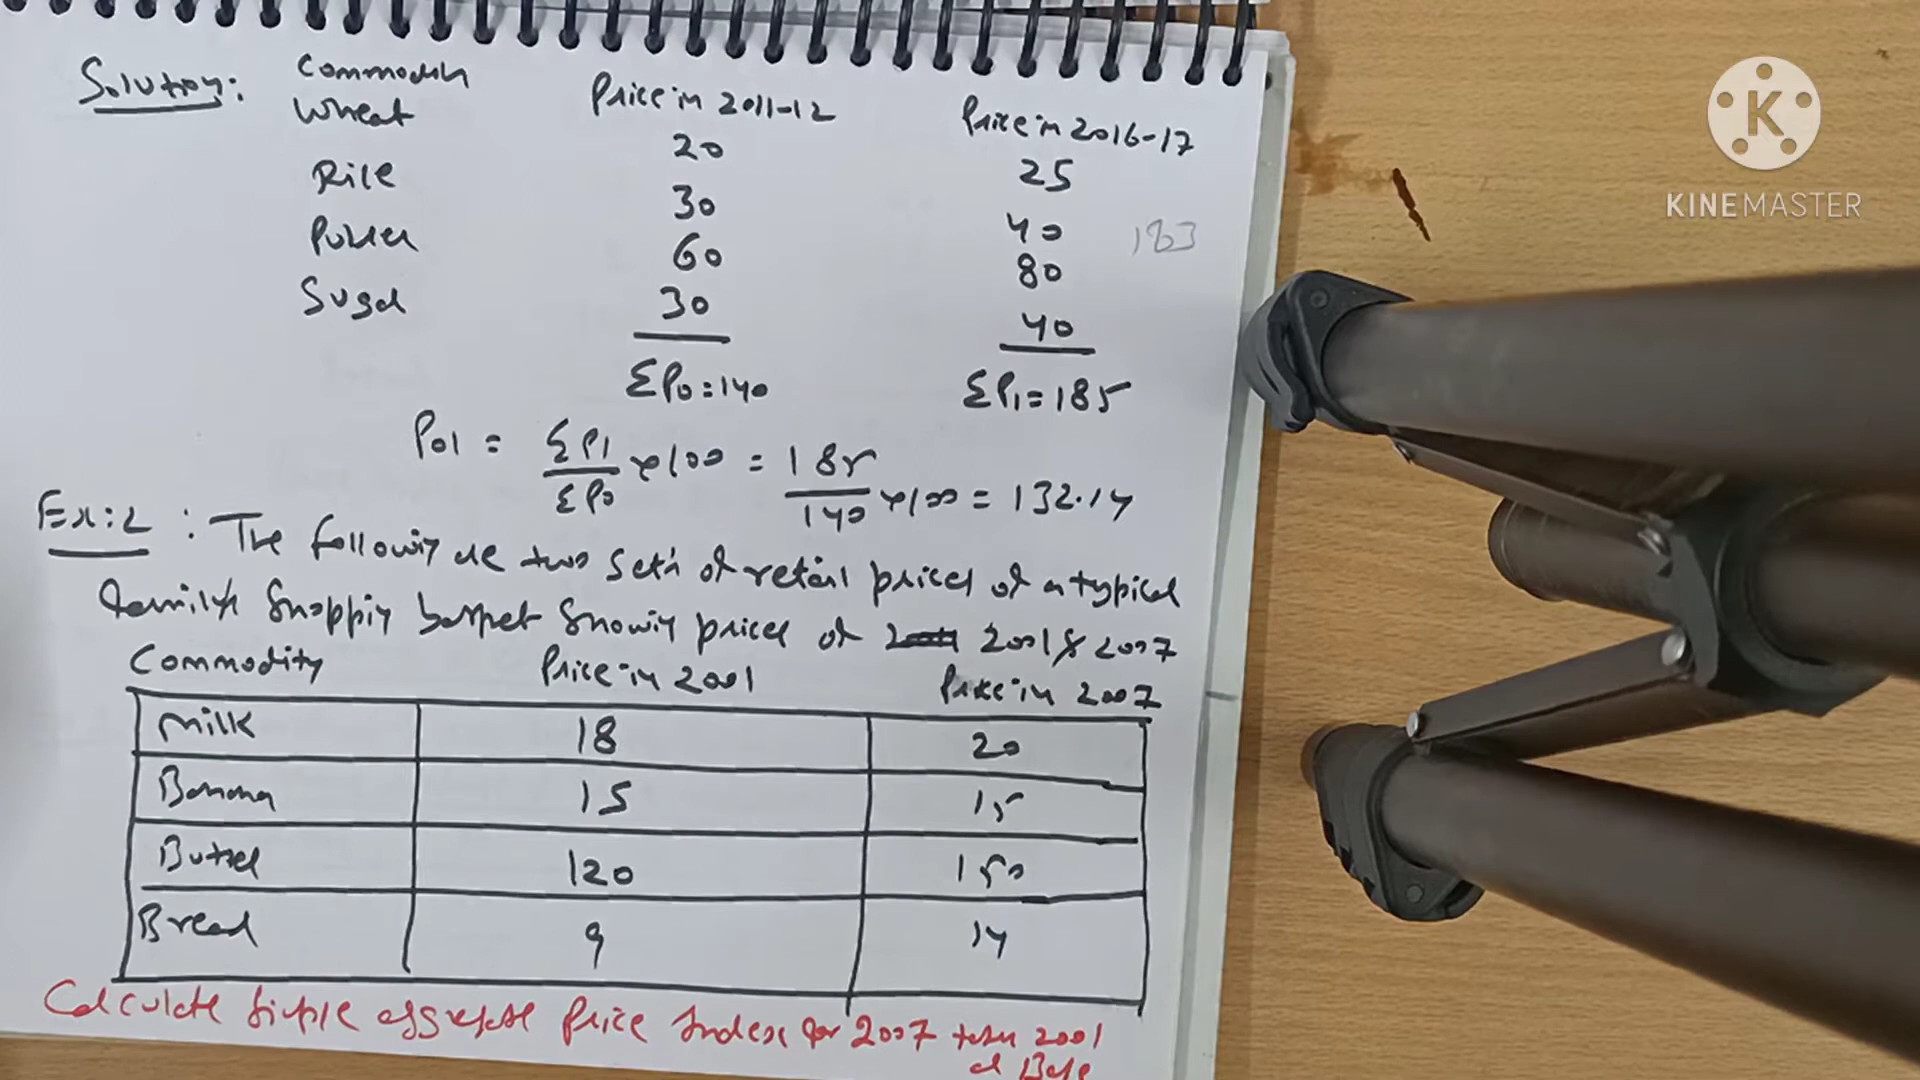 Solution: Commodity Price in 2011-12 Price in 2016-17
Wheat 20 25
Rice 30 40
60 80
Sugar 30 40
ΣP0 = 140 ΣP1 = 185
183
P01 = ΣP1/ΣP0 × 100 = 185/140 × 100 = 132.14
Ex:2 : The following are two sets of retail prices of a typical
family's shopping basket showing prices of 2001 & 2007
Commodity Price in 2001 Price in 2007
Milk 18 20
Banana 15 15
Butter 120 150
Bread 9 14
Calculate simple aggregate Price Index for 2007 2001
as Base
KINEMASTER